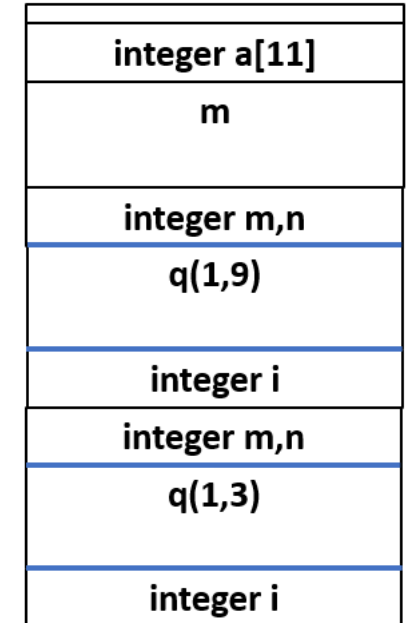 integer a[11]
m
integer m,n
q(1,9)
integer i
integer m,n
q(1,3)
integer i